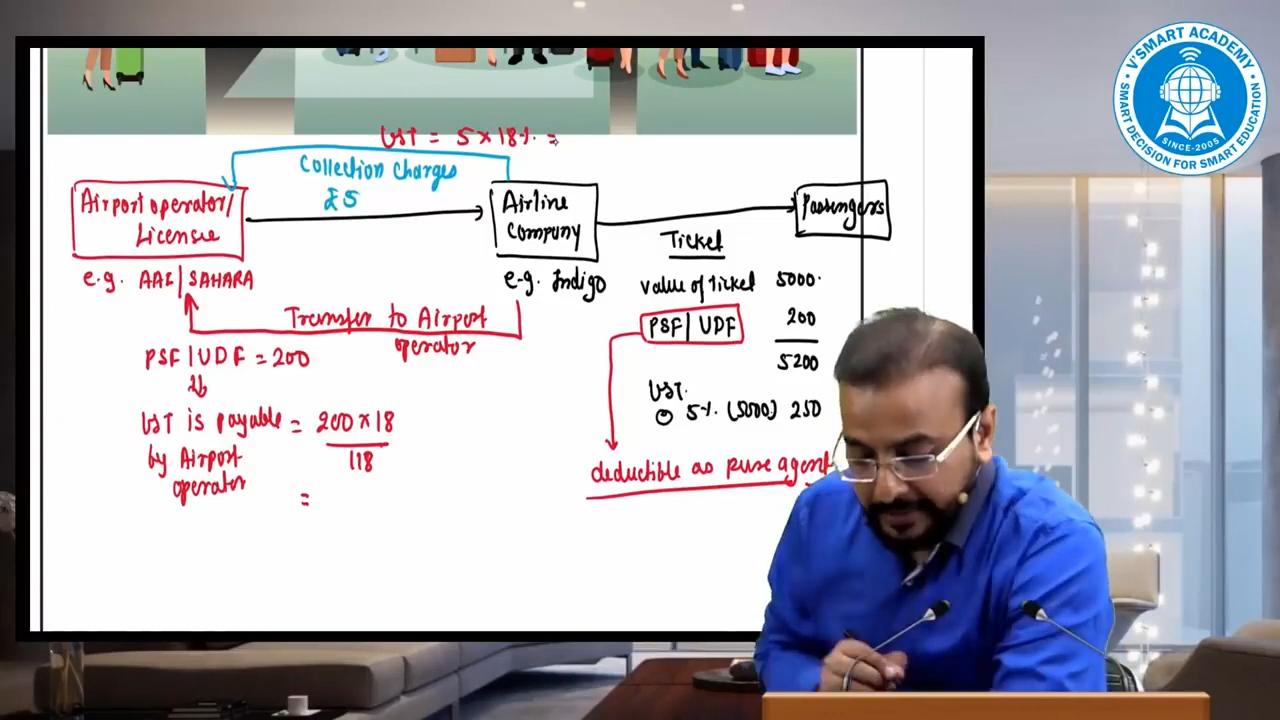 GST = 5 × 18% =
Collection Charges
₤5
Airport operator/
Licensie
Airline
Company
Passengers
e.g. AAI | SAHARA
e.g. Indigo
Ticket
Value of Ticket 5000
PSF | UDF 200
5200
GST
@ 5% (5000) 250
deductible as pure agent
Transfer to Airport
operator
PSF | UDF = 200
GST is payable = 200 × 18
118
by Airport
operator
=
V'SMART ACADEMY
SMART DECISION FOR SMART EDUCATION
SINCE-2005